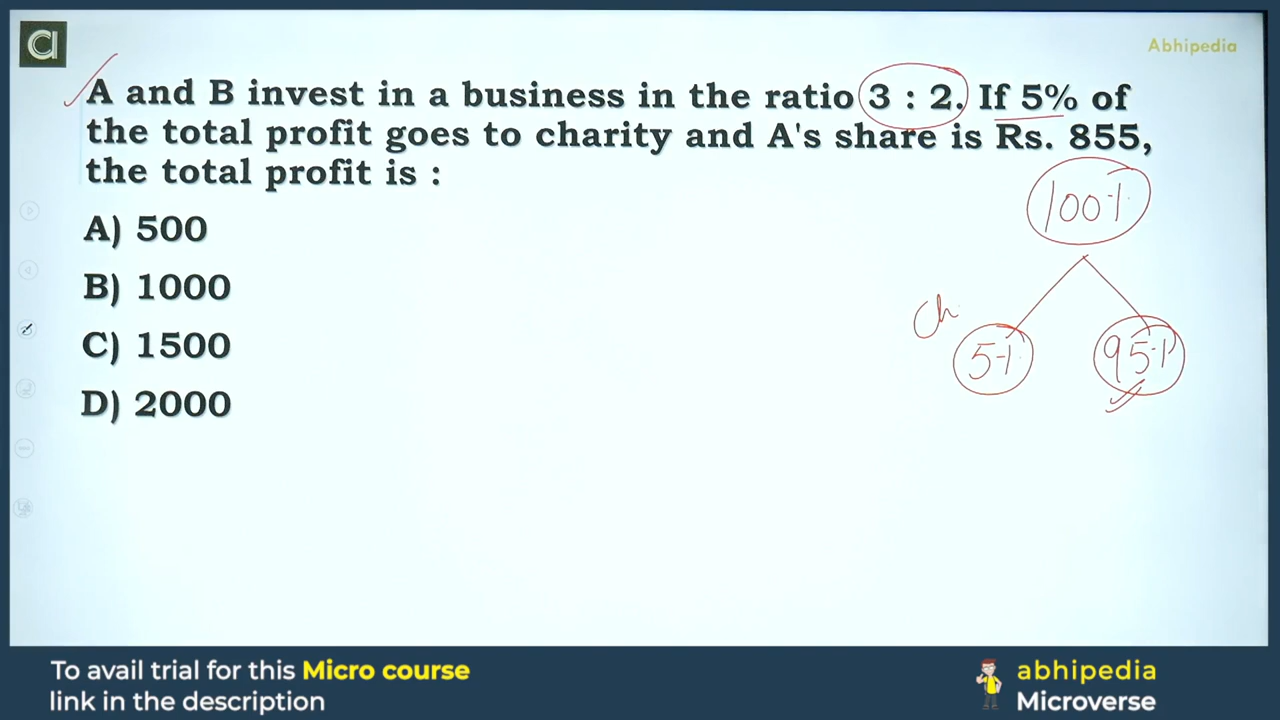 Abhipedia
A and B invest in a business in the ratio 3 : 2. If 5% of
the total profit goes to charity and A's share is Rs. 855,
the total profit is :
100%
A) 500
B) 1000
Ch.
C) 1500
5%
95%
D) 2000
To avail trial for this Micro course
link in the description
abhipedia
Microverse